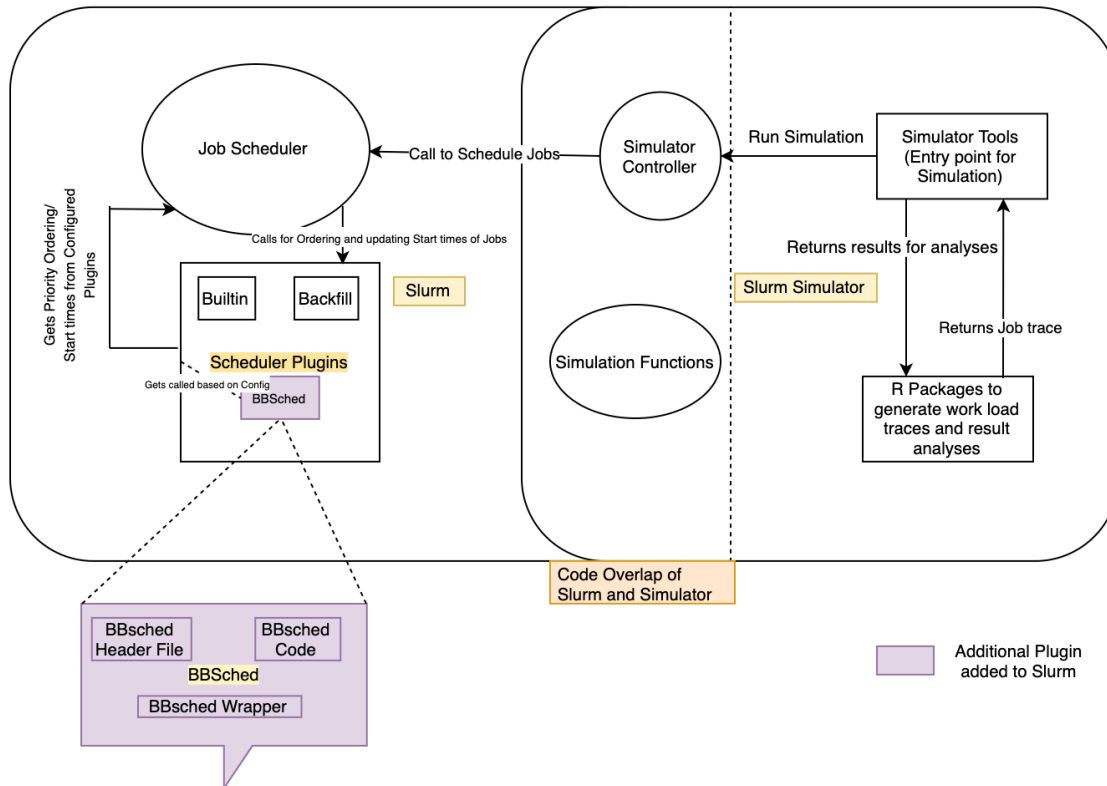 Job Scheduler
Call to Schedule Jobs
Simulator
Controller
Run Simulation
Simulator Tools
(Entry point for
Simulation)
Gets Priority Ordering/
Start times from Configured
Plugins
Calls for Ordering and updating Start times of Jobs
Builtin
Backfill
Slurm
Slurm Simulator
Returns results for analyses
Returns Job trace
Scheduler Plugins
Gets called based on Config
BBSched
Simulation Functions
R Packages to
generate work load
traces and result
analyses
Code Overlap of
Slurm and Simulator
BBsched
Header File
BBsched
Code
BBSched
BBsched Wrapper
Additional Plugin
added to Slurm